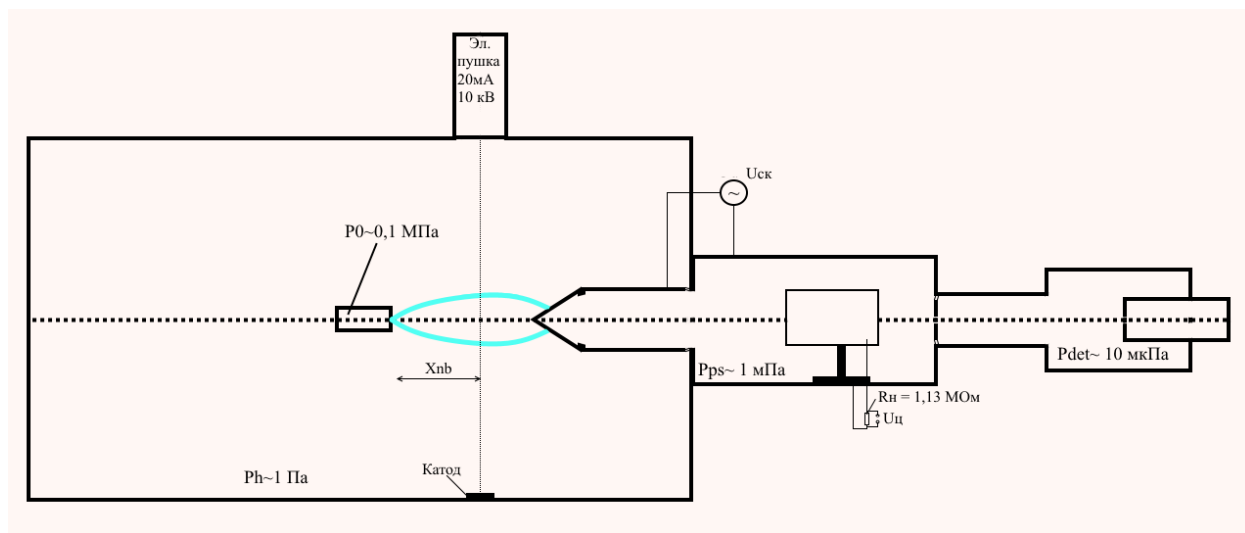 Эл.
пушка
20мА
10 кВ
Uск
~
P0~0,1 МПа
Xnb
Pps~ 1 мПа
Pdet~ 10 мкПа
Rн = 1,13 МОм
Uц
Катод
Ph~1 Па